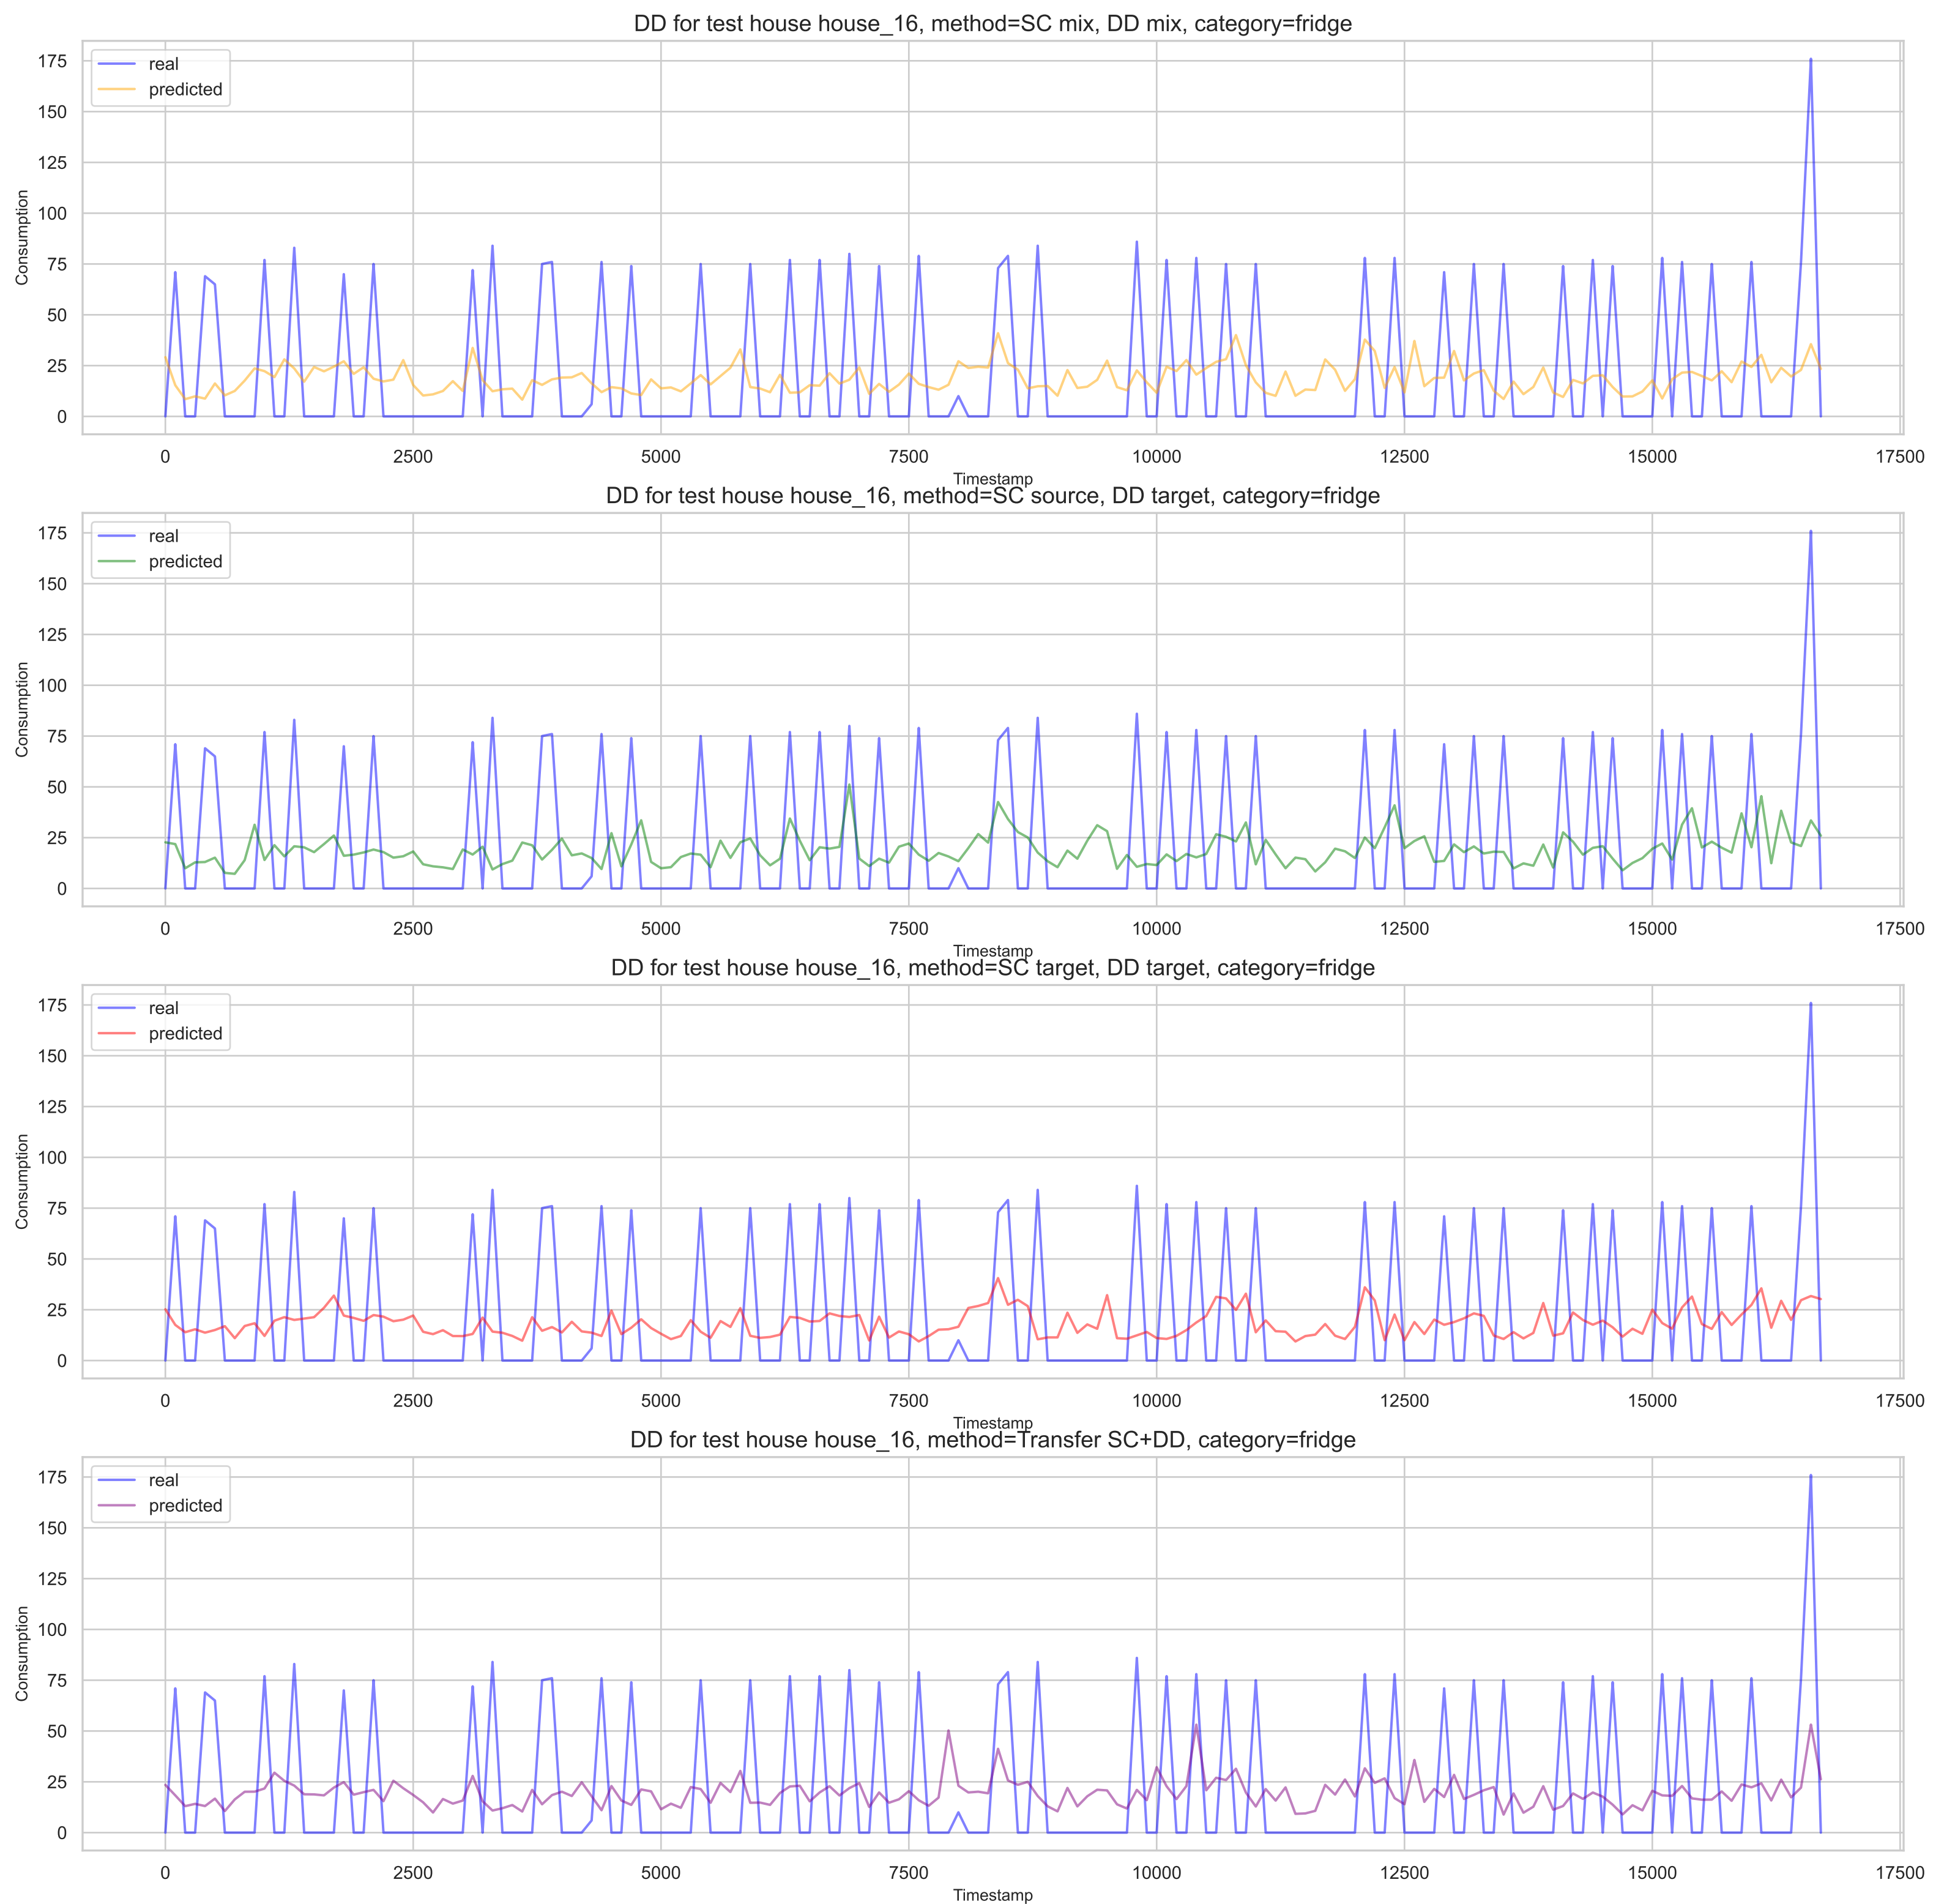 DD for test house house_16, method=SC mix, DD mix, category=fridge
175
150
125
100
75
50
25
0
Consumption
real
predicted
0 2500 5000 7500 10000 12500 15000 17500
Timestamp
DD for test house house_16, method=SC source, DD target, category=fridge
175
150
125
100
75
50
25
0
Consumption
real
predicted
0 2500 5000 7500 10000 12500 15000 17500
Timestamp
DD for test house house_16, method=SC target, DD target, category=fridge
175
150
125
100
75
50
25
0
Consumption
real
predicted
0 2500 5000 7500 10000 12500 15000 17500
Timestamp
DD for test house house_16, method=Transfer SC+DD, category=fridge
175
150
125
100
75
50
25
0
Consumption
real
predicted
0 2500 5000 7500 10000 12500 15000 17500
Timestamp